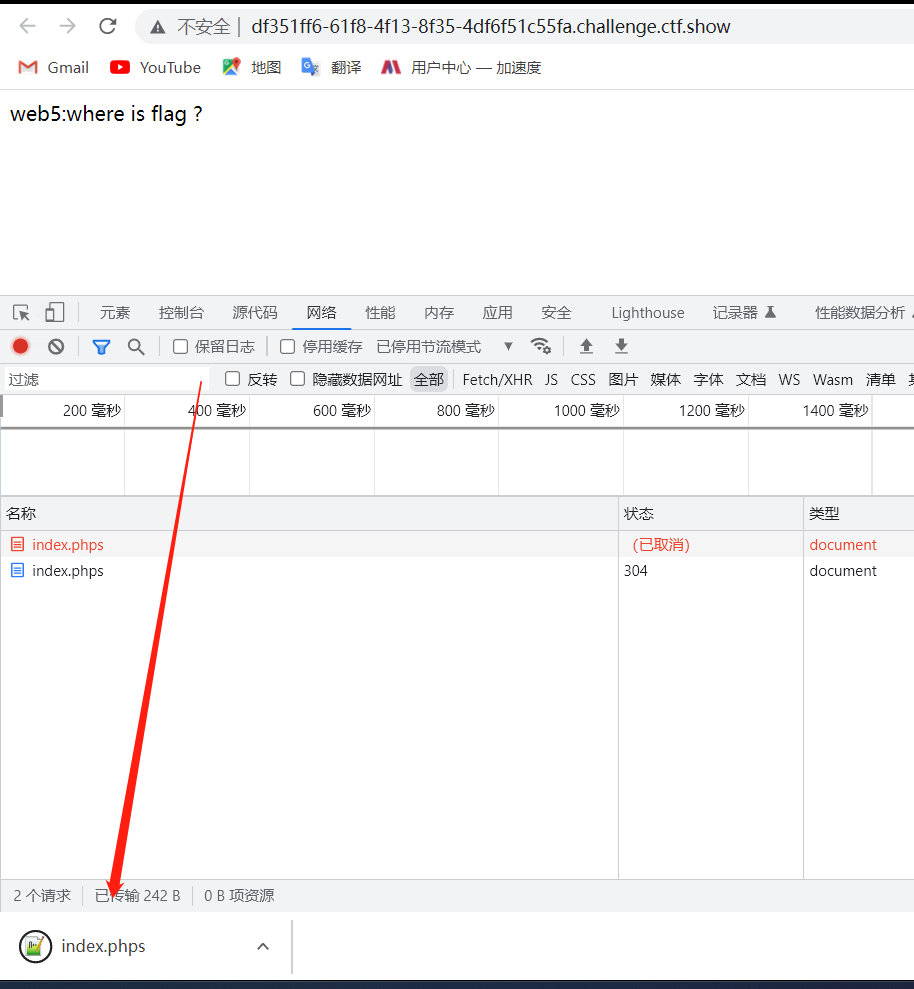 不安全 | df351ff6-61f8-4f13-8f35-4df6f51c55fa.challenge.ctf.show
Gmail YouTube 地图 翻译 用户中心 — 加速度
web5:where is flag ?
元素 控制台 源代码 网络 性能 内存 应用 安全 Lighthouse 记录器 性能数据分析
保留日志 停用缓存 已停用节流模式
过滤 反转 隐藏数据网址 全部 Fetch/XHR JS CSS 图片 媒体 字体 文档 WS Wasm 清单
200 毫秒 400 毫秒 600 毫秒 800 毫秒 1000 毫秒 1200 毫秒 1400 毫秒
名称 状态 类型
index.phps (已取消) document
index.phps 304 document
2 个请求 已传输 242 B 0 B 项资源
index.phps